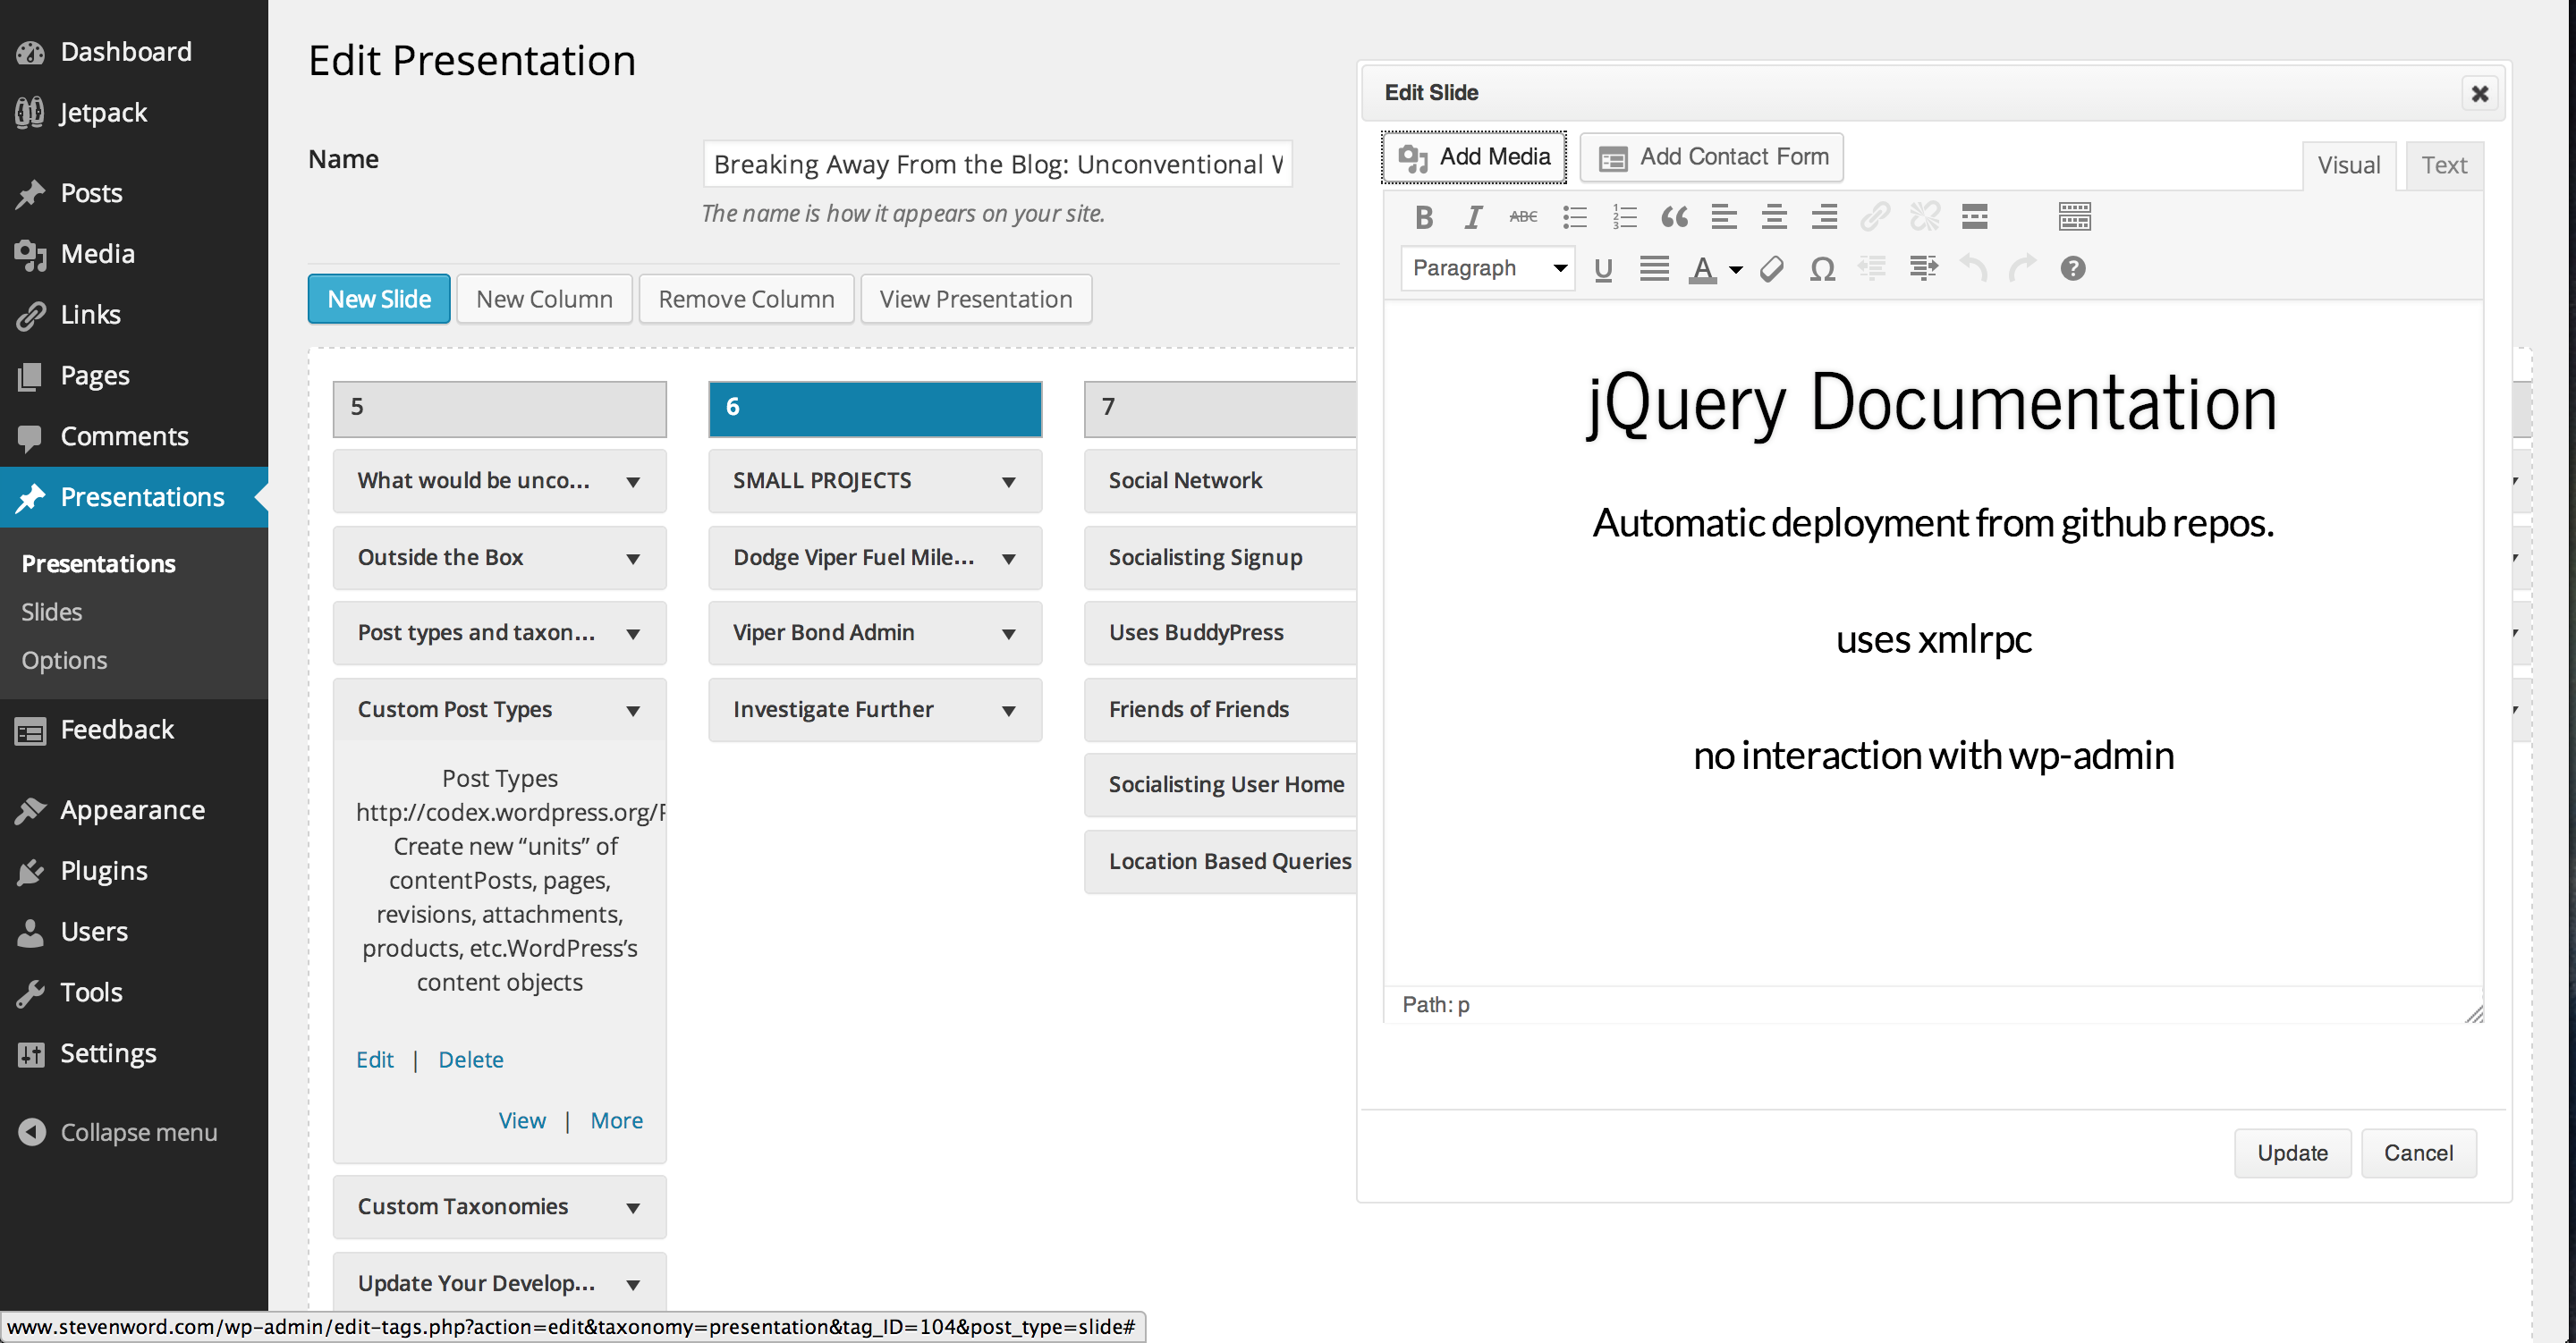 Dashboard
Jetpack
Posts
Media
Links
Pages
Comments
Presentations
Presentations
Slides
Options
Feedback
Appearance
Plugins
Users
Tools
Settings
Collapse menu
Edit Presentation
Name
Breaking Away From the Blog: Unconventional W
The name is how it appears on your site.
New Slide
New Column
Remove Column
View Presentation
5
What would be unco...
Outside the Box
Post types and taxon...
Custom Post Types
Post Types
http://codex.wordpress.org/P
Create new “units” of
contentPosts, pages,
revisions, attachments,
products, etc.WordPress’s
content objects
Edit | Delete
View | More
Custom Taxonomies
Update Your Develop...
6
SMALL PROJECTS
Dodge Viper Fuel Mile...
Viper Bond Admin
Investigate Further
7
Social Network
Socialisting Signup
Uses BuddyPress
Friends of Friends
Socialisting User Home
Location Based Queries
Edit Slide
Add Media
Add Contact Form
Visual
Text
B I ABC
Paragraph
U A Ω ?
jQuery Documentation
Automatic deployment from github repos.
uses xmlrpc
no interaction with wp-admin
Path: p
Update
Cancel
www.stevenword.com/wp-admin/edit-tags.php?action=edit&taxonomy=presentation&tag_ID=104&post_type=slide#